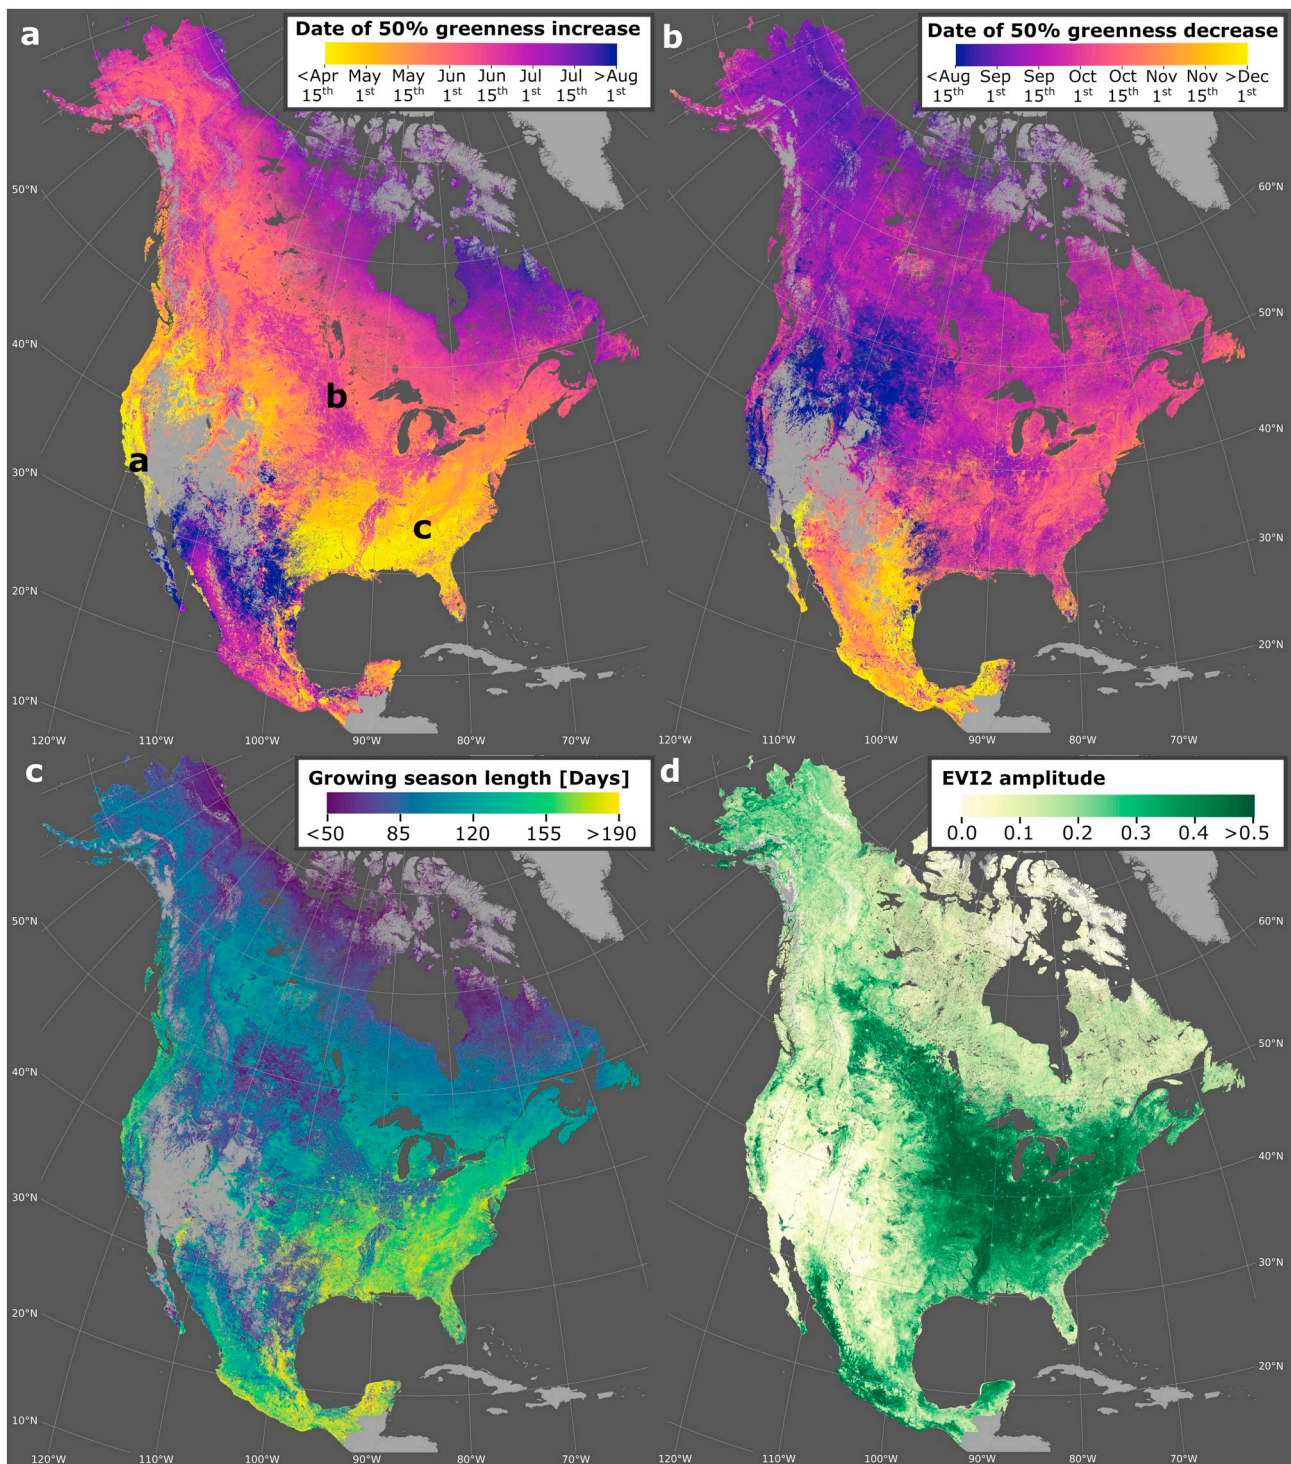 a
Date of 50% greenness increase
<Apr May May Jun Jun Jul Jul >Aug
15th 1st 15th 1st 15th 1st 15th 1st
50°N
40°N
30°N
20°N
10°N
120°W 110°W 100°W 90°W 80°W 70°W
a
b
c
b
Date of 50% greenness decrease
<Aug Sep Sep Oct Oct Nov Nov >Dec
15th 1st 15th 1st 15th 1st 15th 1st
60°N
50°N
40°N
30°N
20°N
120°W 110°W 100°W 90°W 80°W 70°W
c
Growing season length [Days]
<50 85 120 155 >190
50°N
40°N
30°N
20°N
10°N
120°W 110°W 100°W 90°W 80°W 70°W
d
EVI2 amplitude
0.0 0.1 0.2 0.3 0.4 >0.5
60°N
50°N
40°N
30°N
20°N
120°W 110°W 100°W 90°W 80°W 70°W